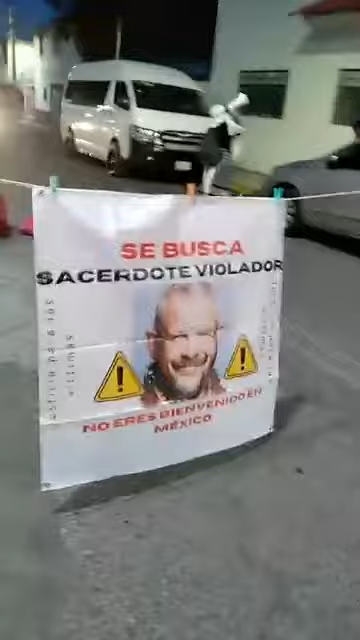 SE BUSCA
SACERDOTE VIOLADOR
NO ERES BIENVENIDO EN
MÉXICO